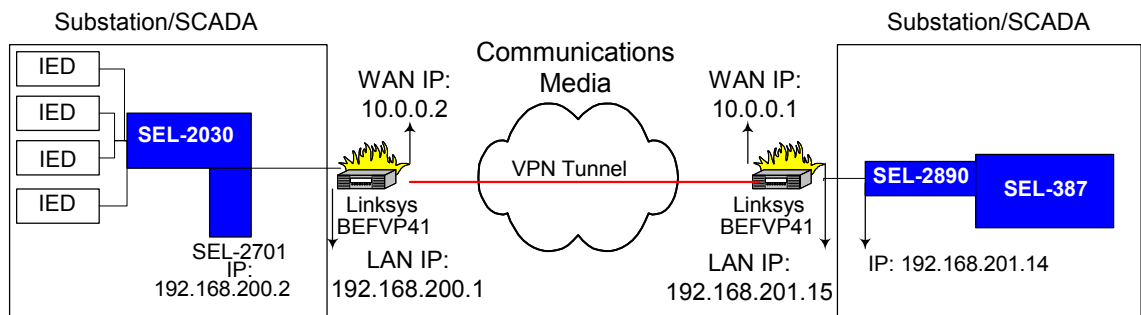 Substation/SCADA
IED
IED
IED
IED
SEL-2030
SEL-2701
IP:
192.168.200.2
WAN IP:
10.0.0.2
Linksys
BEFVP41
LAN IP:
192.168.200.1
Communications
Media
VPN Tunnel
WAN IP:
10.0.0.1
Linksys
BEFVP41
LAN IP:
192.168.201.15
Substation/SCADA
SEL-2890
SEL-387
IP: 192.168.201.14